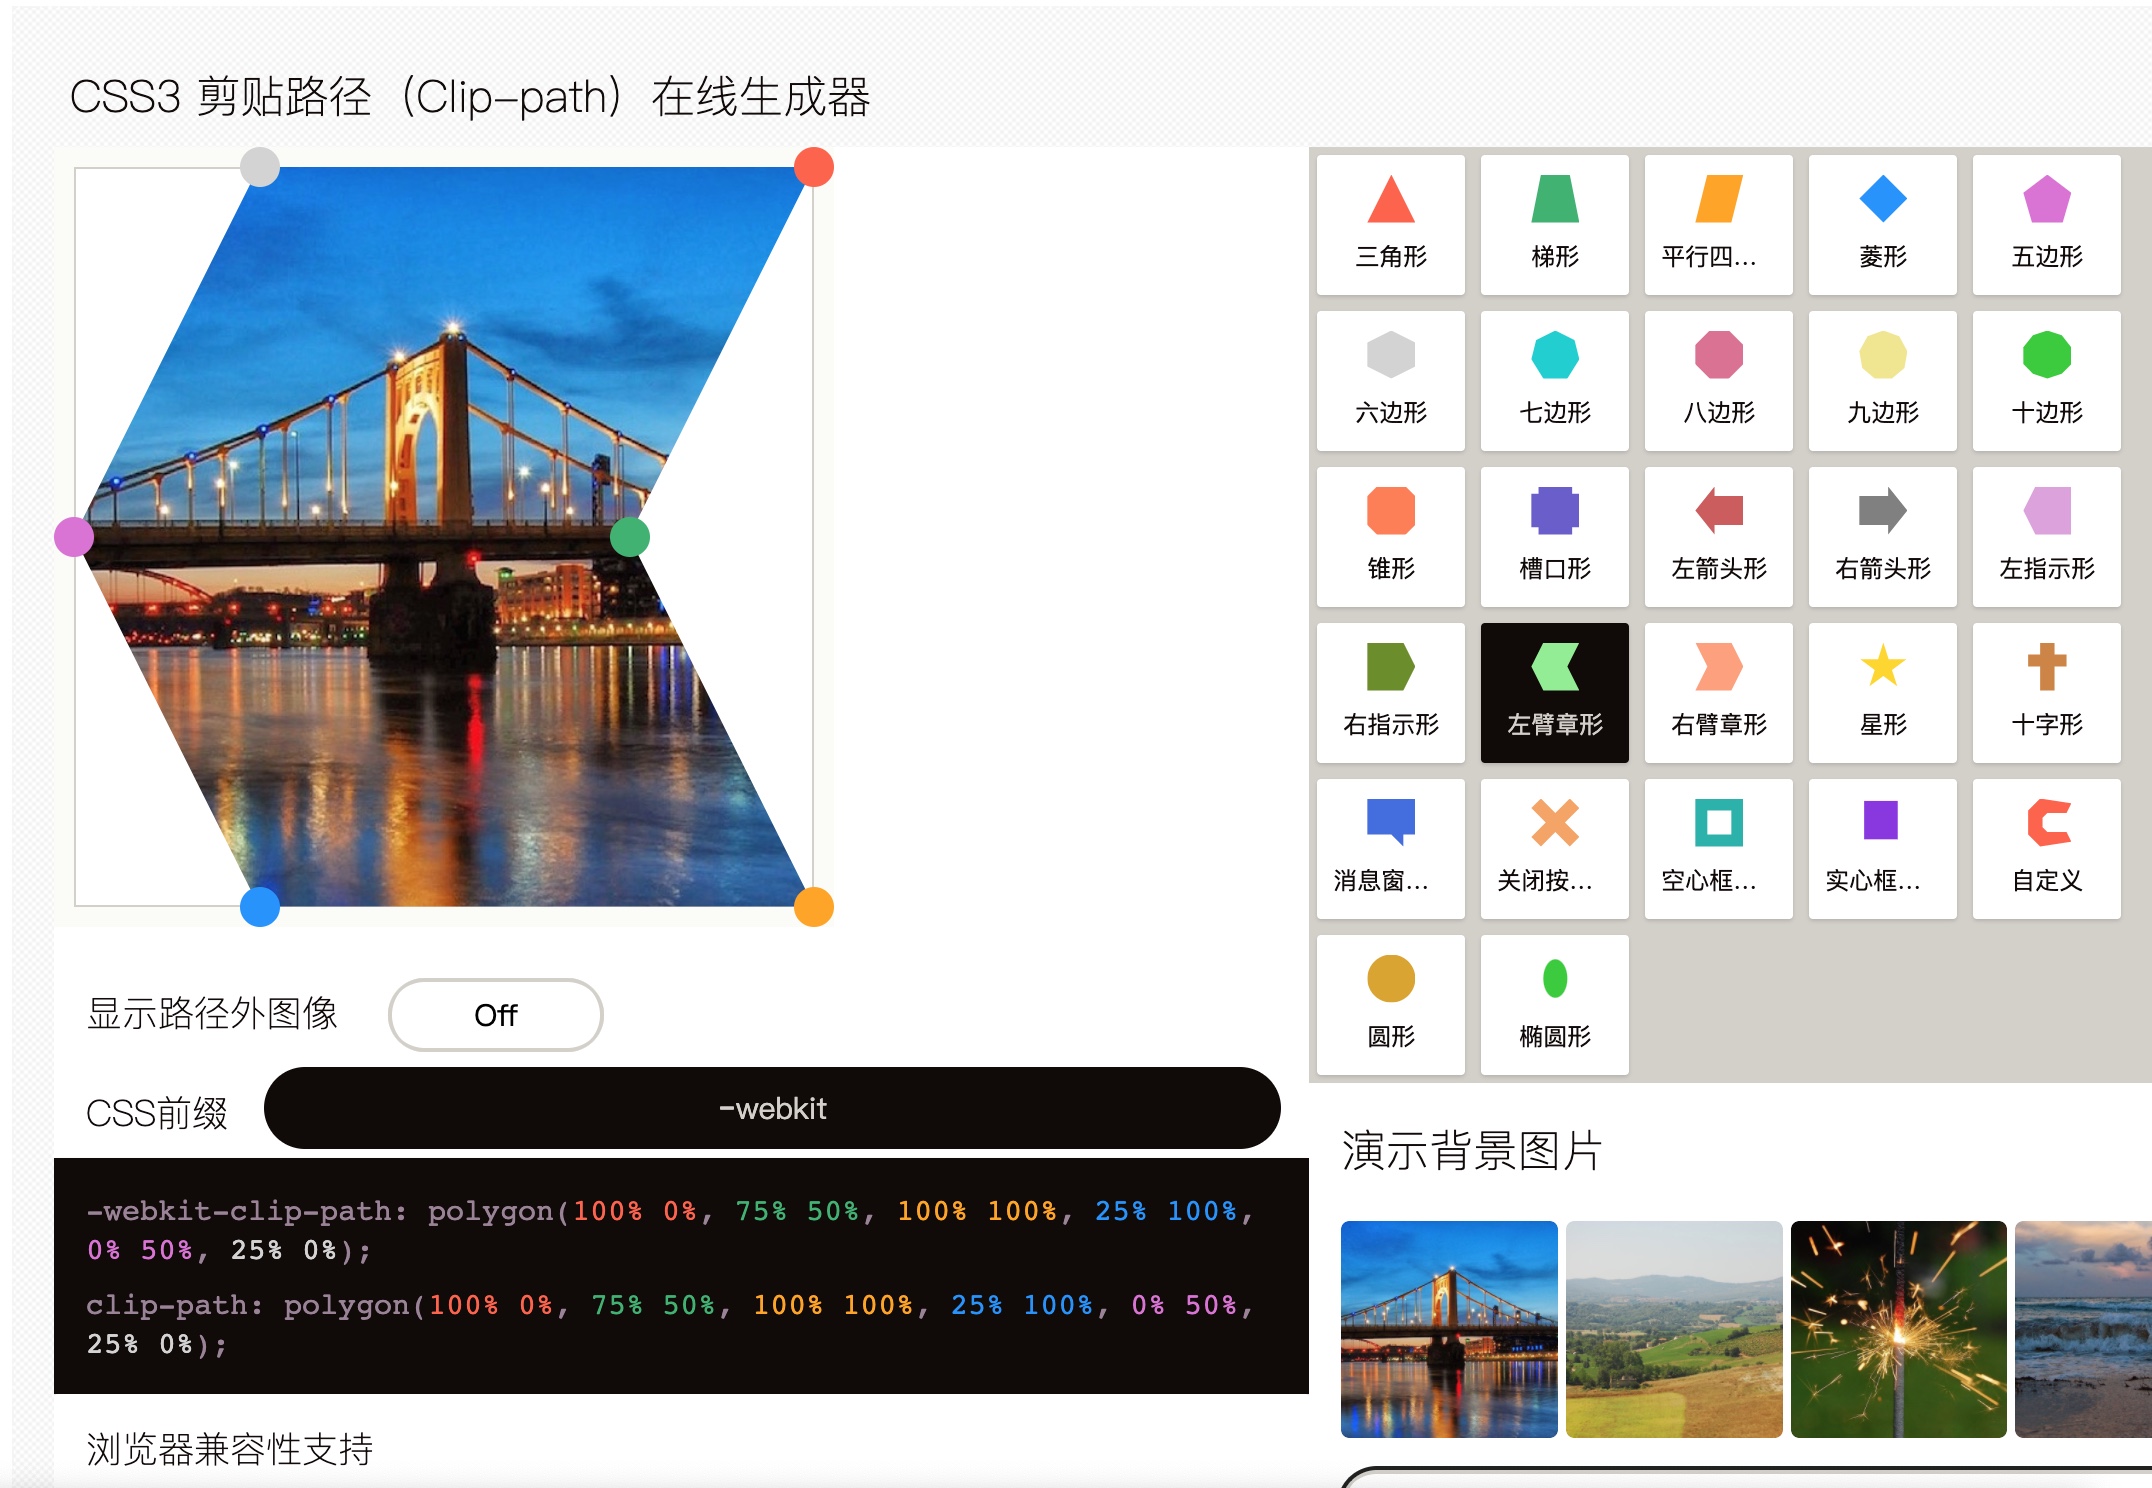 CSS3 剪贴路径（Clip-path）在线生成器
三角形
梯形
平行四...
菱形
五边形
六边形
七边形
八边形
九边形
十边形
锥形
槽口形
左箭头形
右箭头形
左指示形
右指示形
左臂章形
右臂章形
星形
十字形
消息窗...
关闭按...
空心框...
实心框...
自定义
圆形
椭圆形
显示路径外图像
Off
CSS前缀
-webkit
-webkit-clip-path: polygon(100% 0%, 75% 50%, 100% 100%, 25% 100%,
0% 50%, 25% 0%);
clip-path: polygon(100% 0%, 75% 50%, 100% 100%, 25% 100%, 0% 50%,
25% 0%);
浏览器兼容性支持
演示背景图片